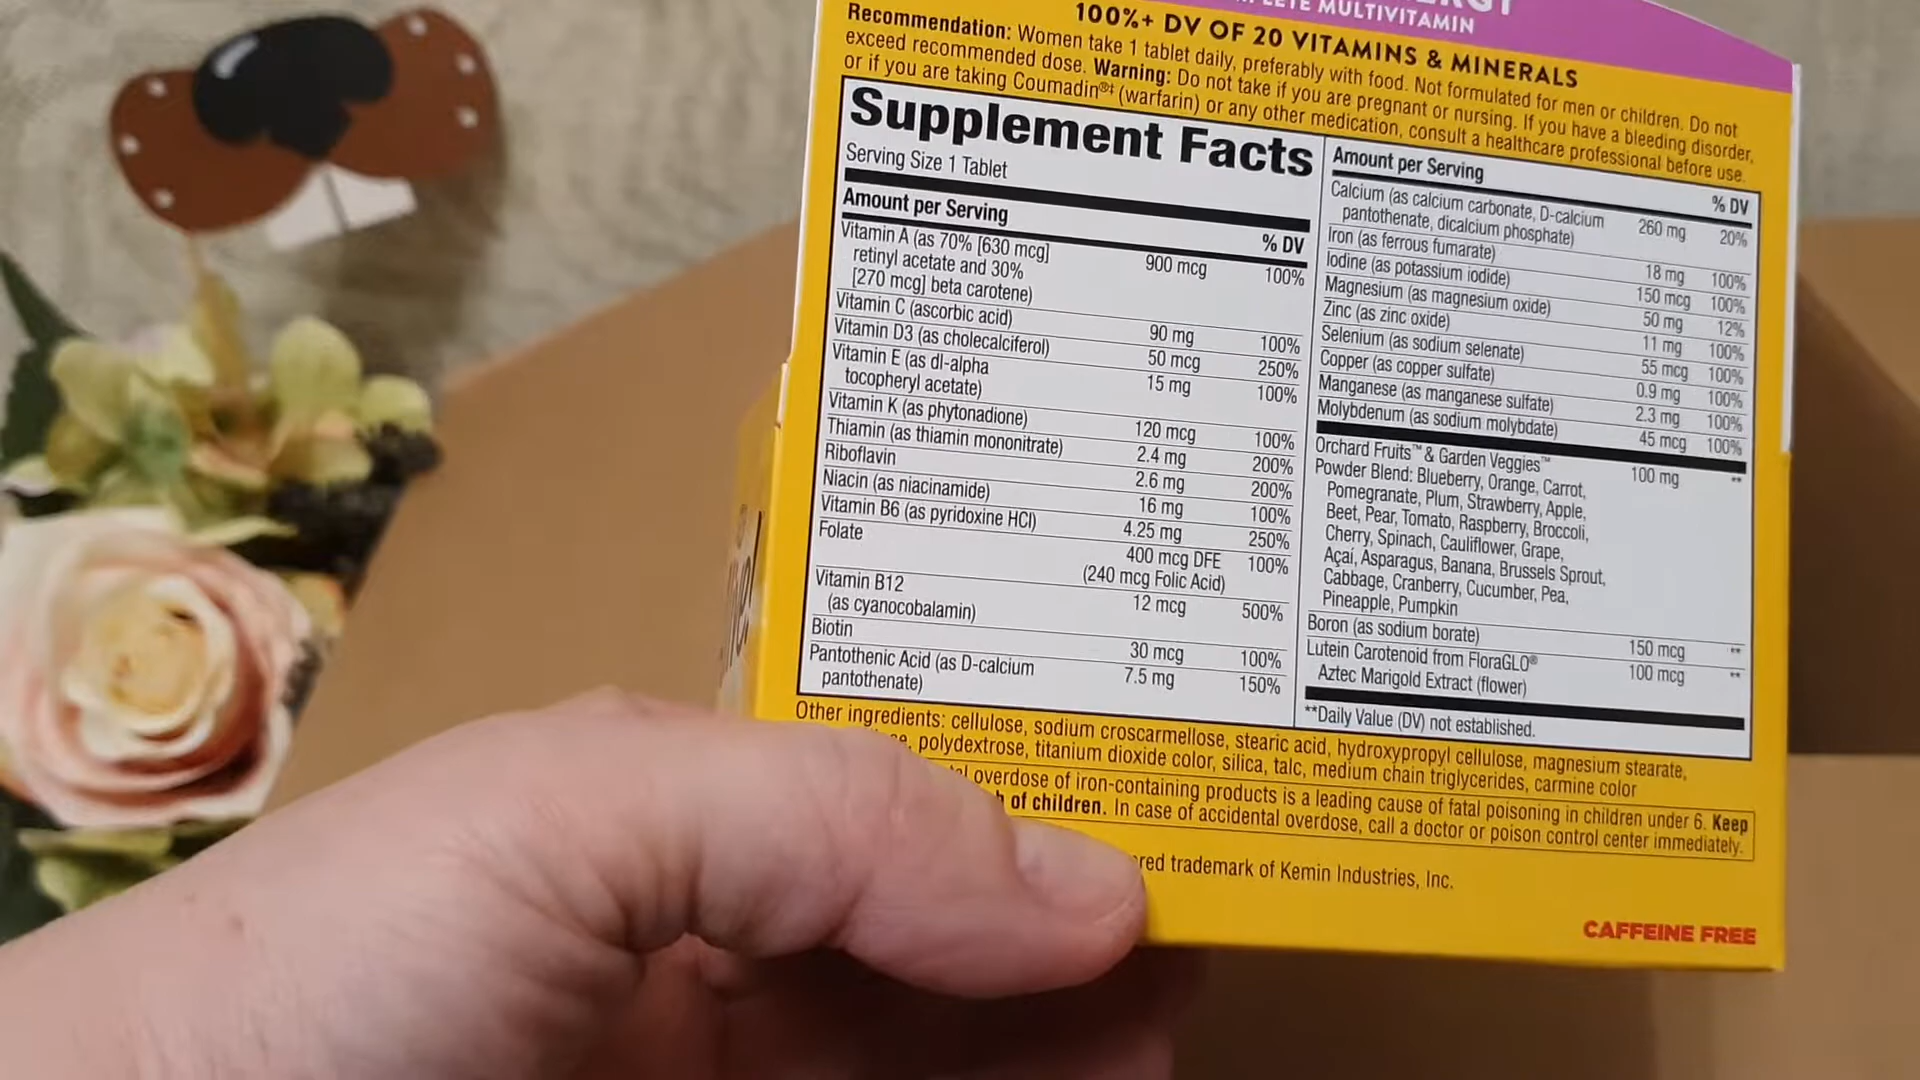 MULTIVITAMIN
100%+ DV OF 20 VITAMINS & MINERALS
Recommendation: Women take 1 tablet daily, preferably with food. Not formulated for men or children. Do not
exceed recommended dose. Warning: Do not take if you are pregnant or nursing. If you have a bleeding disorder,
or if you are taking Coumadin®‡ (warfarin) or any other medication, consult a healthcare professional before use.
Supplement Facts
Serving Size 1 Tablet
Amount per Serving % DV
Vitamin A (as 70% [630 mcg] 900 mcg 100%
retinyl acetate and 30%
[270 mcg] beta carotene)
Vitamin C (ascorbic acid) 90 mg 100%
Vitamin D3 (as cholecalciferol) 50 mcg 250%
Vitamin E (as dl-alpha 15 mg 100%
tocopheryl acetate)
Vitamin K (as phytonadione) 120 mcg 100%
Thiamin (as thiamin mononitrate) 2.4 mg 200%
Riboflavin 2.6 mg 200%
Niacin (as niacinamide) 16 mg 100%
Vitamin B6 (as pyridoxine HCl) 4.25 mg 250%
Folate 400 mcg DFE 100%
(240 mcg Folic Acid)
Vitamin B12 12 mcg 500%
(as cyanocobalamin)
Biotin 30 mcg 100%
Pantothenic Acid (as D-calcium 7.5 mg 150%
pantothenate)
Amount per Serving % DV
Calcium (as calcium carbonate, D-calcium 260 mg 20%
pantothenate, dicalcium phosphate)
Iron (as ferrous fumarate) 18 mg 100%
Iodine (as potassium iodide) 150 mcg 100%
Magnesium (as magnesium oxide) 50 mg 12%
Zinc (as zinc oxide) 11 mg 100%
Selenium (as sodium selenate) 55 mcg 100%
Copper (as copper sulfate) 0.9 mg 100%
Manganese (as manganese sulfate) 2.3 mg 100%
Molybdenum (as sodium molybdate) 45 mcg 100%
Orchard Fruits™ & Garden Veggies™ 100 mg **
Powder Blend: Blueberry, Orange, Carrot,
Pomegranate, Plum, Strawberry, Apple,
Beet, Pear, Tomato, Raspberry, Broccoli,
Cherry, Spinach, Cauliflower, Grape,
Açaí, Asparagus, Banana, Brussels Sprout,
Cabbage, Cranberry, Cucumber, Pea,
Pineapple, Pumpkin
Boron (as sodium borate) 150 mcg **
Lutein Carotenoid from FloraGLO® 100 mcg **
Aztec Marigold Extract (flower)
**Daily Value (DV) not established.
Other ingredients: cellulose, sodium croscarmellose, stearic acid, hydroxypropyl cellulose, magnesium stearate,
polydextrose, titanium dioxide color, silica, talc, medium chain triglycerides, carmine color
overdose of iron-containing products is a leading cause of fatal poisoning in children under 6. Keep
of children. In case of accidental overdose, call a doctor or poison control center immediately.
trademark of Kemin Industries, Inc.
CAFFEINE FREE